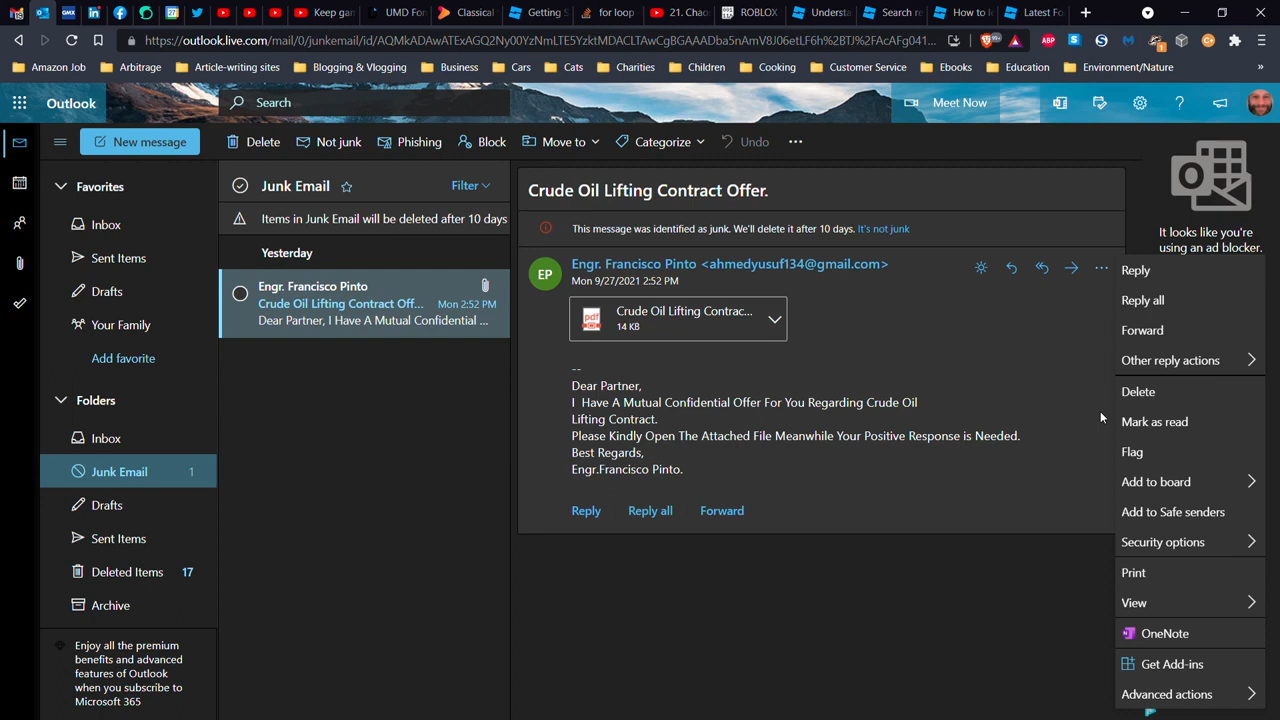 Keep gan
UMD For
Classical
Getting S
for loop
21. Chao
ROBLOX
Understa
Search re
How to l
Latest Fo
https://outlook.live.com/mail/0/junkemail/id/
99+
ABP
1
Amazon Job
Arbitrage
Article-writing sites
Blogging & Vlogging
Business
Cars
Cats
Charities
Children
Cooking
Customer Service
Ebooks
Education
Environment/Nature
»
Outlook
Search
Meet Now
New message
Delete
Not junk
Phishing
Block
Move to
Categorize
Undo
Favorites
Inbox
Sent Items
Drafts
Your Family
Add favorite
Folders
Inbox
Junk Email 1
Drafts
Sent Items
Deleted Items 17
Archive
Enjoy all the premium
benefits and advanced
features of Outlook
when you subscribe to
Microsoft 365
Junk Email
Filter
Items in Junk Email will be deleted after 10 days
Yesterday
Engr. Francisco Pinto
Crude Oil Lifting Contract Off... Mon 2:52 PM
Dear Partner, I Have A Mutual Confidential ...
Crude Oil Lifting Contract Offer.
This message was identified as junk. We'll delete it after 10 days. It's not junk
EP
Engr. Francisco Pinto <ahmedyusuf134@gmail.com>
Mon 9/27/2021 2:52 PM
pdf
Crude Oil Lifting Contrac...
14 KB
--
Dear Partner,
I Have A Mutual Confidential Offer For You Regarding Crude Oil
Lifting Contract.
Please Kindly Open The Attached File Meanwhile Your Positive Response is Needed.
Best Regards,
Engr.Francisco Pinto.
Reply
Reply all
Forward
It looks like you're
using an ad blocker.
Reply
Reply all
Forward
Other reply actions
Delete
Mark as read
Flag
Add to board
Add to Safe senders
Security options
Print
View
OneNote
Get Add-ins
Advanced actions